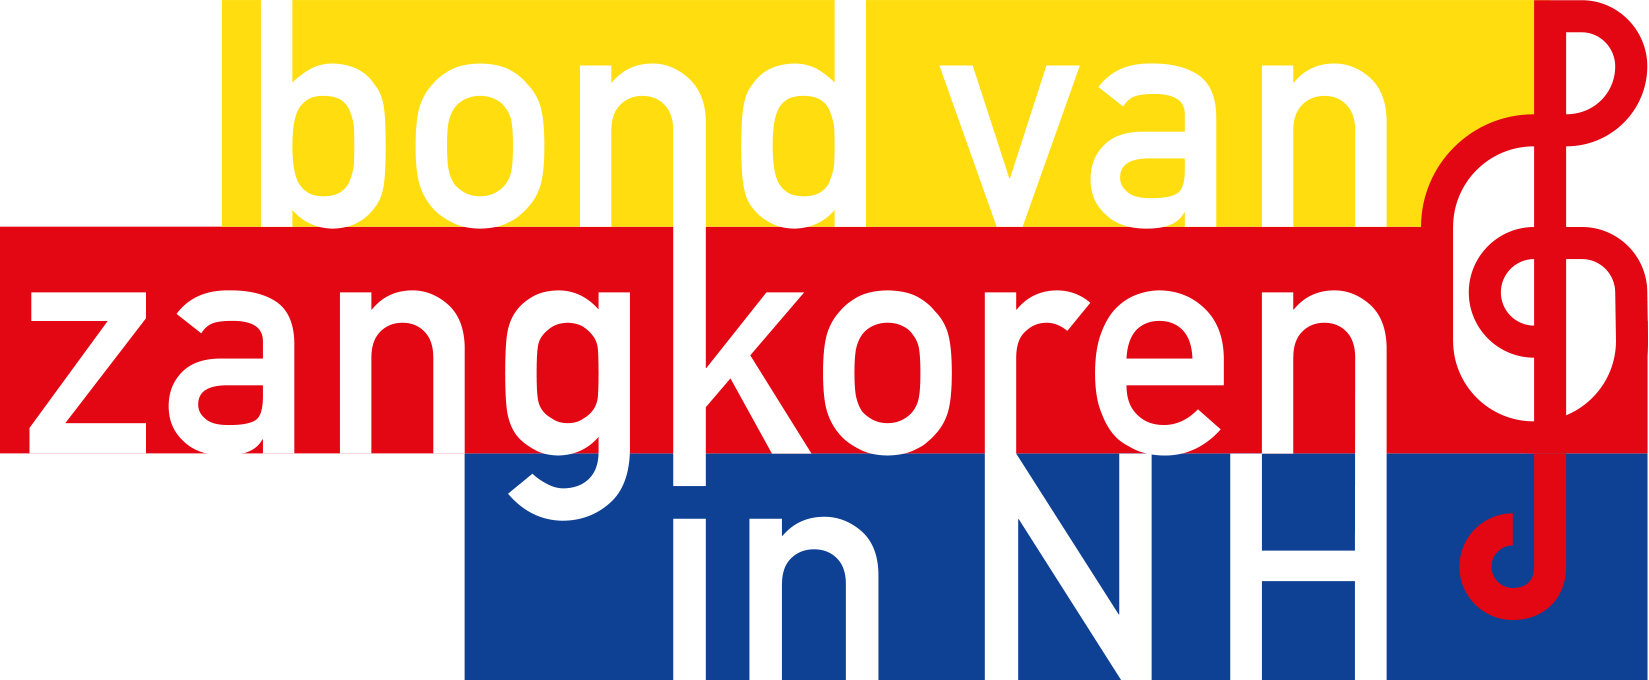 bond van
zangkoren
in NH